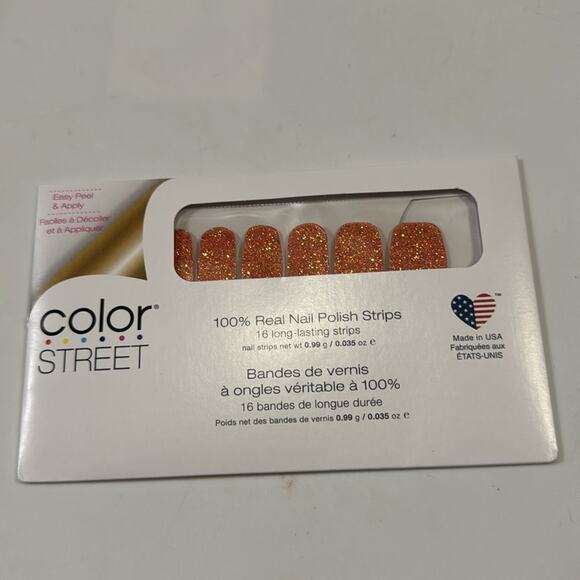 Easy Peel
& Apply
Faciles à Décoller
et à Appliquer
color®
STREET
100% Real Nail Polish Strips
16 long-lasting strips
nail strips net wt 0.99 g / 0.035 oz e
Bandes de vernis
à ongles véritable à 100%
16 bandes de longue durée
Poids net des bandes de vernis 0.99 g / 0.035 oz e
TM
Made in USA
Fabriquées aux
ÉTATS-UNIS